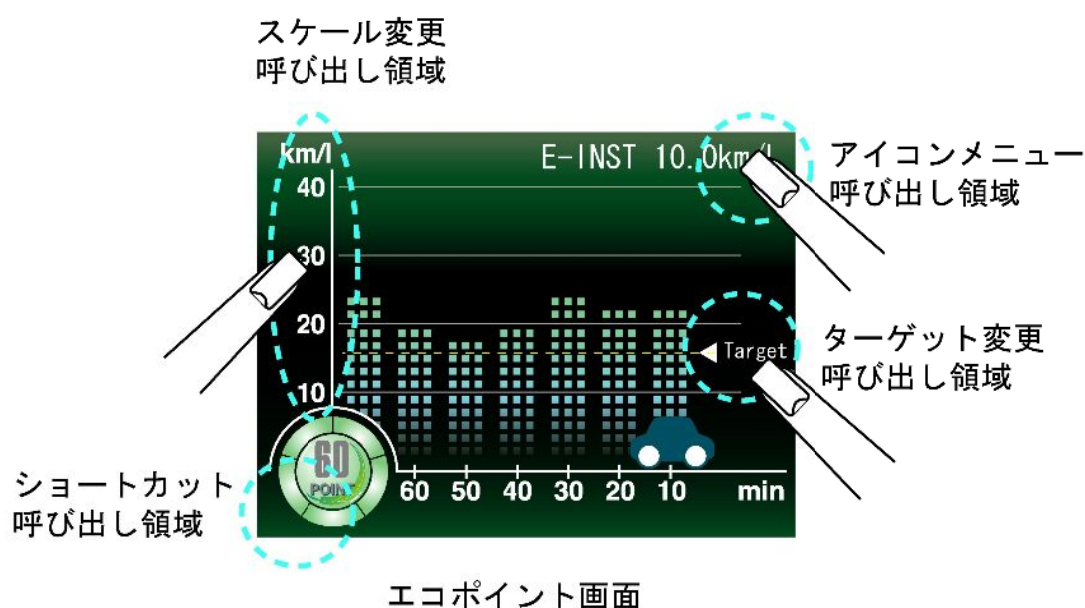 スケール変更
呼び出し領域
km/l
E-INST 10.0km/L
アイコンメニュー
呼び出し領域
40
30
20
Target
ターゲット変更
呼び出し領域
10
60
POINT
ショートカット
呼び出し領域
60 50 40 30 20 10 min
エコポイント画面